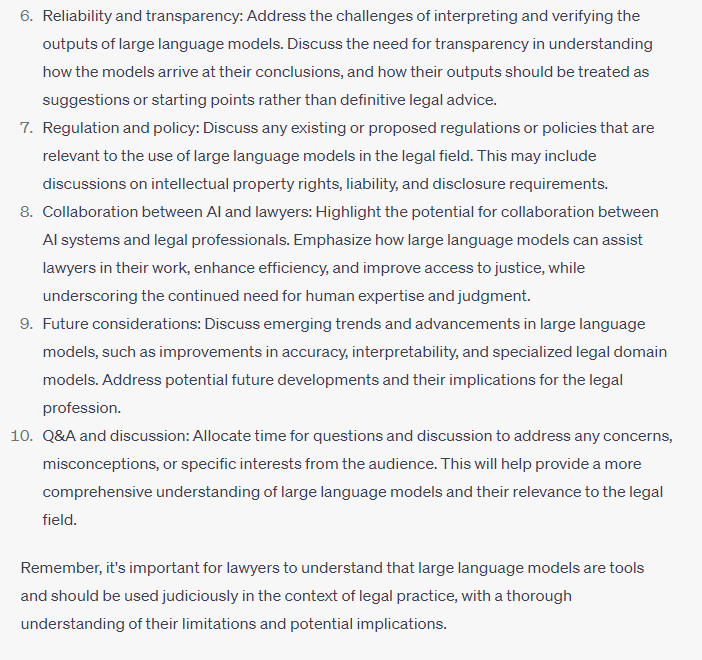 6. Reliability and transparency: Address the challenges of interpreting and verifying the
outputs of large language models. Discuss the need for transparency in understanding
how the models arrive at their conclusions, and how their outputs should be treated as
suggestions or starting points rather than definitive legal advice.
7. Regulation and policy: Discuss any existing or proposed regulations or policies that are
relevant to the use of large language models in the legal field. This may include
discussions on intellectual property rights, liability, and disclosure requirements.
8. Collaboration between AI and lawyers: Highlight the potential for collaboration between
AI systems and legal professionals. Emphasize how large language models can assist
lawyers in their work, enhance efficiency, and improve access to justice, while
underscoring the continued need for human expertise and judgment.
9. Future considerations: Discuss emerging trends and advancements in large language
models, such as improvements in accuracy, interpretability, and specialized legal domain
models. Address potential future developments and their implications for the legal
profession.
10. Q&A and discussion: Allocate time for questions and discussion to address any concerns,
misconceptions, or specific interests from the audience. This will help provide a more
comprehensive understanding of large language models and their relevance to the legal
field.
Remember, it's important for lawyers to understand that large language models are tools
and should be used judiciously in the context of legal practice, with a thorough
understanding of their limitations and potential implications.